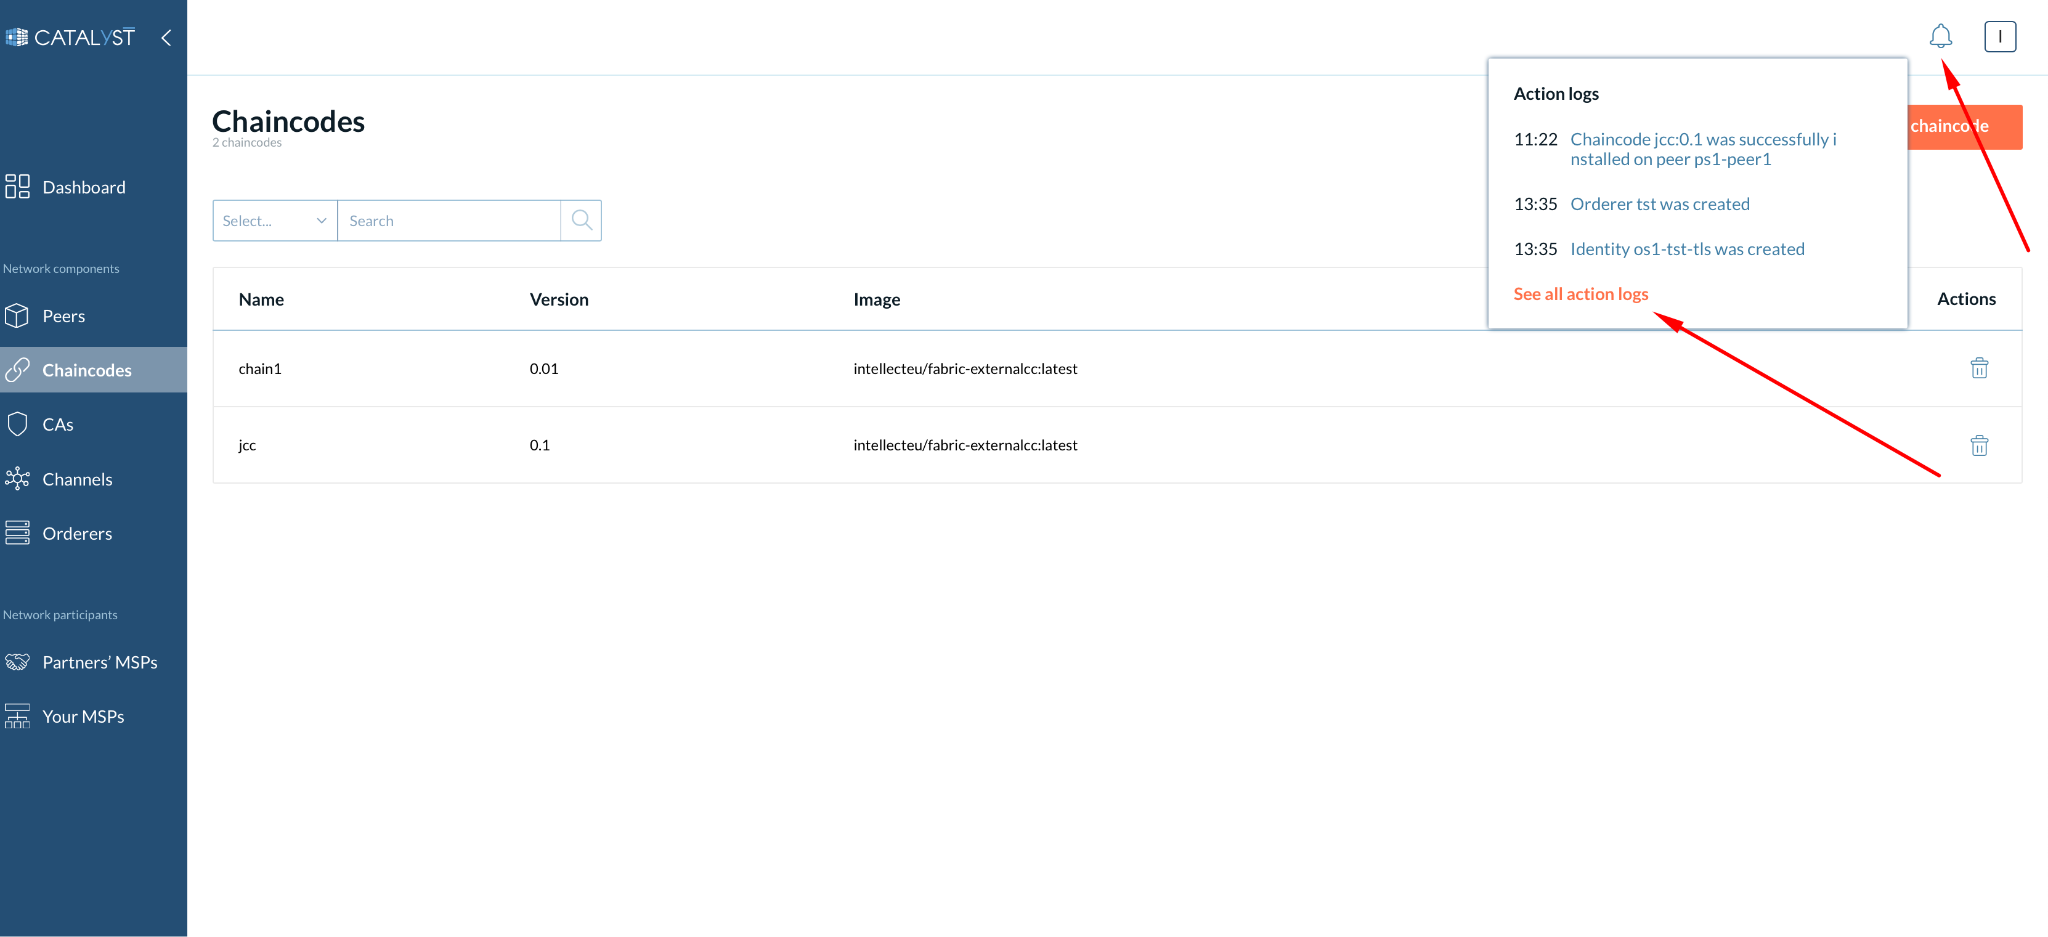 CATALYST
I
Dashboard
Network components
Peers
Chaincodes
CAs
Channels
Orderers
Network participants
Partners’ MSPs
Your MSPs
Chaincodes
2 chaincodes
chaincode
Select...
Search
Action logs
11:22 Chaincode jcc:0.1 was successfully i
nstalled on peer ps1-peer1
13:35 Orderer tst was created
13:35 Identity os1-tst-tls was created
See all action logs
Name Version Image Actions
chain1 0.01 intellecteu/fabric-externalcc:latest
jcc 0.1 intellecteu/fabric-externalcc:latest